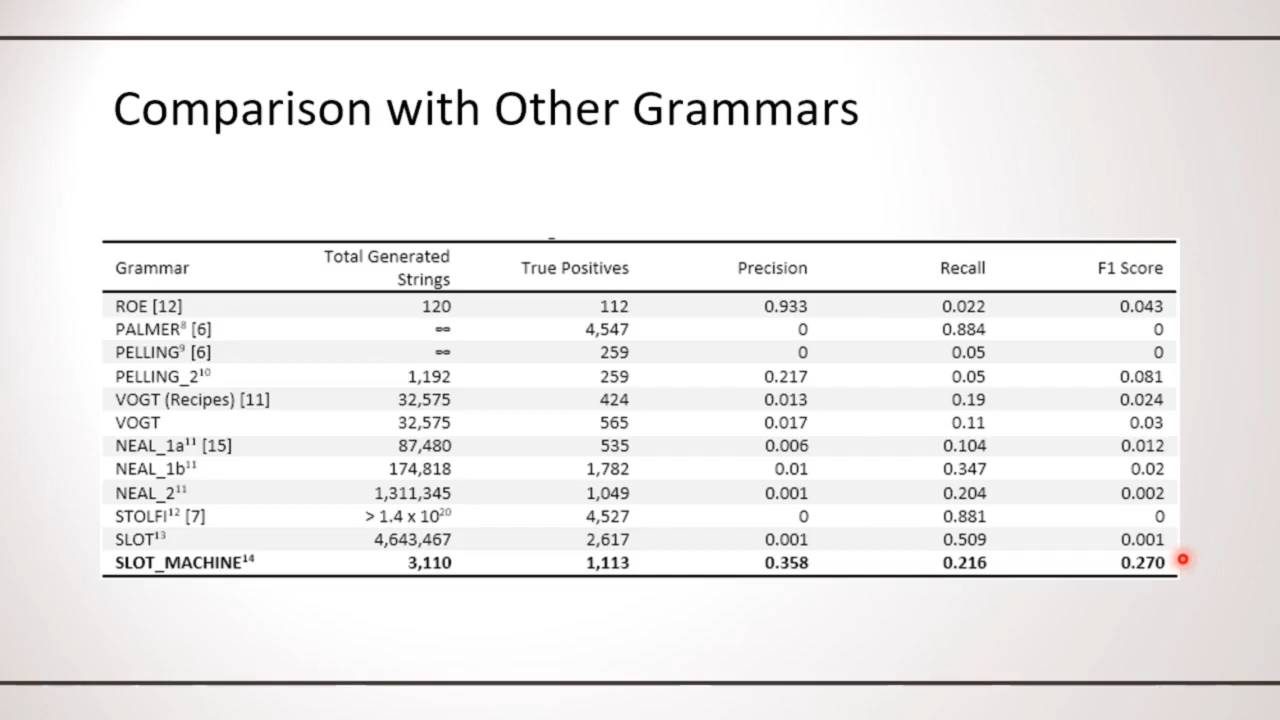 Comparison with Other Grammars
Grammar Total Generated Strings True Positives Precision Recall F1 Score
ROE [12] 120 112 0.933 0.022 0.043
PALMER⁸ [6] ∞ 4,547 0 0.884 0
PELLING⁹ [6] ∞ 259 0 0.05 0
PELLING_2¹⁰ 1,192 259 0.217 0.05 0.081
VOGT (Recipes) [11] 32,575 424 0.013 0.19 0.024
VOGT 32,575 565 0.017 0.11 0.03
NEAL_1a¹¹ [15] 87,480 535 0.006 0.104 0.012
NEAL_1b¹¹ 174,818 1,782 0.01 0.347 0.02
NEAL_2¹¹ 1,311,345 1,049 0.001 0.204 0.002
STOLFI¹² [7] > 1.4 x 10²⁰ 4,527 0 0.881 0
SLOT¹³ 4,643,467 2,617 0.001 0.509 0.001
SLOT_MACHINE¹⁴ 3,110 1,113 0.358 0.216 0.270